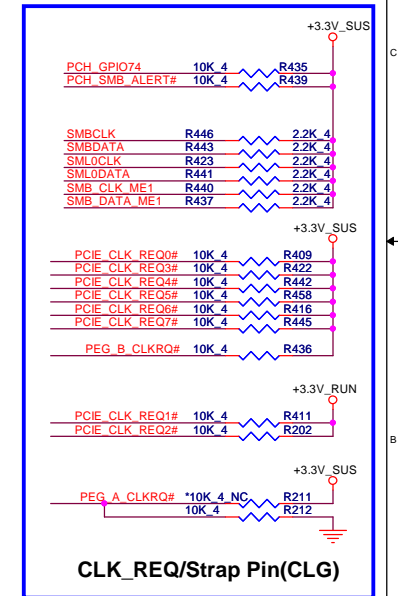 +3.3V_SUS
C
PCH_GPIO74 10K_4 R435
PCH_SMB_ALERT# 10K_4 R439
SMBCLK R446 2.2K_4
SMBDATA R443 2.2K_4
SML0CLK R423 2.2K_4
SML0DATA R441 2.2K_4
SMB_CLK_ME1 R440 2.2K_4
SMB_DATA_ME1 R437 2.2K_4
+3.3V_SUS
PCIE_CLK_REQ0# 10K_4 R409
PCIE_CLK_REQ3# 10K_4 R422
PCIE_CLK_REQ4# 10K_4 R442
PCIE_CLK_REQ5# 10K_4 R458
PCIE_CLK_REQ6# 10K_4 R416
PCIE_CLK_REQ7# 10K_4 R445
PEG_B_CLKRQ# 10K_4 R436
+3.3V_RUN
PCIE_CLK_REQ1# 10K_4 R411
PCIE_CLK_REQ2# 10K_4 R202
B
+3.3V_SUS
PEG_A_CLKRQ# *10K_4_NC R211
10K_4 R212
CLK_REQ/Strap Pin(CLG)